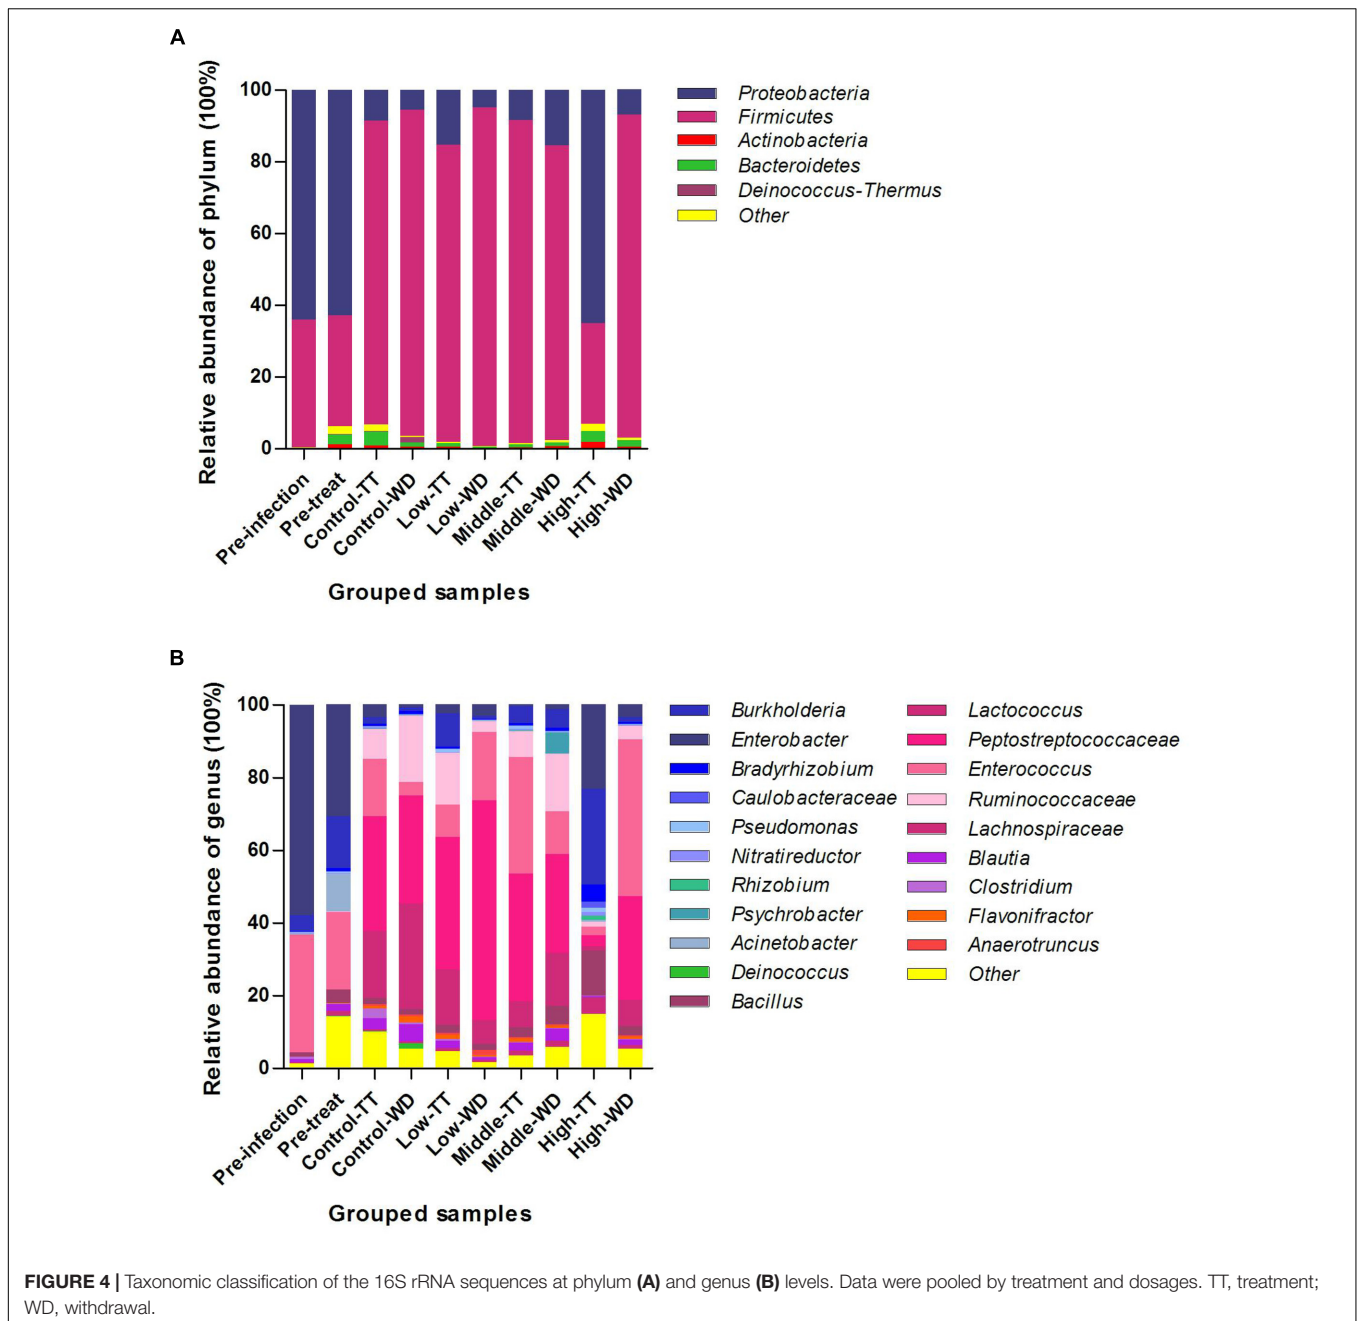 A
Relative abundance of phylum (100%)
100
80
60
40
20
0
Pre-infection
Pre-treat
Control-TT
Control-WD
Low-TT
Low-WD
Middle-TT
Middle-WD
High-TT
High-WD
Grouped samples
Proteobacteria
Firmicutes
Actinobacteria
Bacteroidetes
Deinococcus-Thermus
Other
B
Relative abundance of genus (100%)
100
80
60
40
20
0
Pre-infection
Pre-treat
Control-TT
Control-WD
Low-TT
Low-WD
Middle-TT
Middle-WD
High-TT
High-WD
Grouped samples
Burkholderia
Enterobacter
Bradyrhizobium
Caulobacteraceae
Pseudomonas
Nitratireductor
Rhizobium
Psychrobacter
Acinetobacter
Deinococcus
Bacillus
Lactococcus
Peptostreptococcaceae
Enterococcus
Ruminococcaceae
Lachnospiraceae
Blautia
Clostridium
Flavonifractor
Anaerotruncus
Other
FIGURE 4 | Taxonomic classification of the 16S rRNA sequences at phylum (A) and genus (B) levels. Data were pooled by treatment and dosages. TT, treatment;
WD, withdrawal.